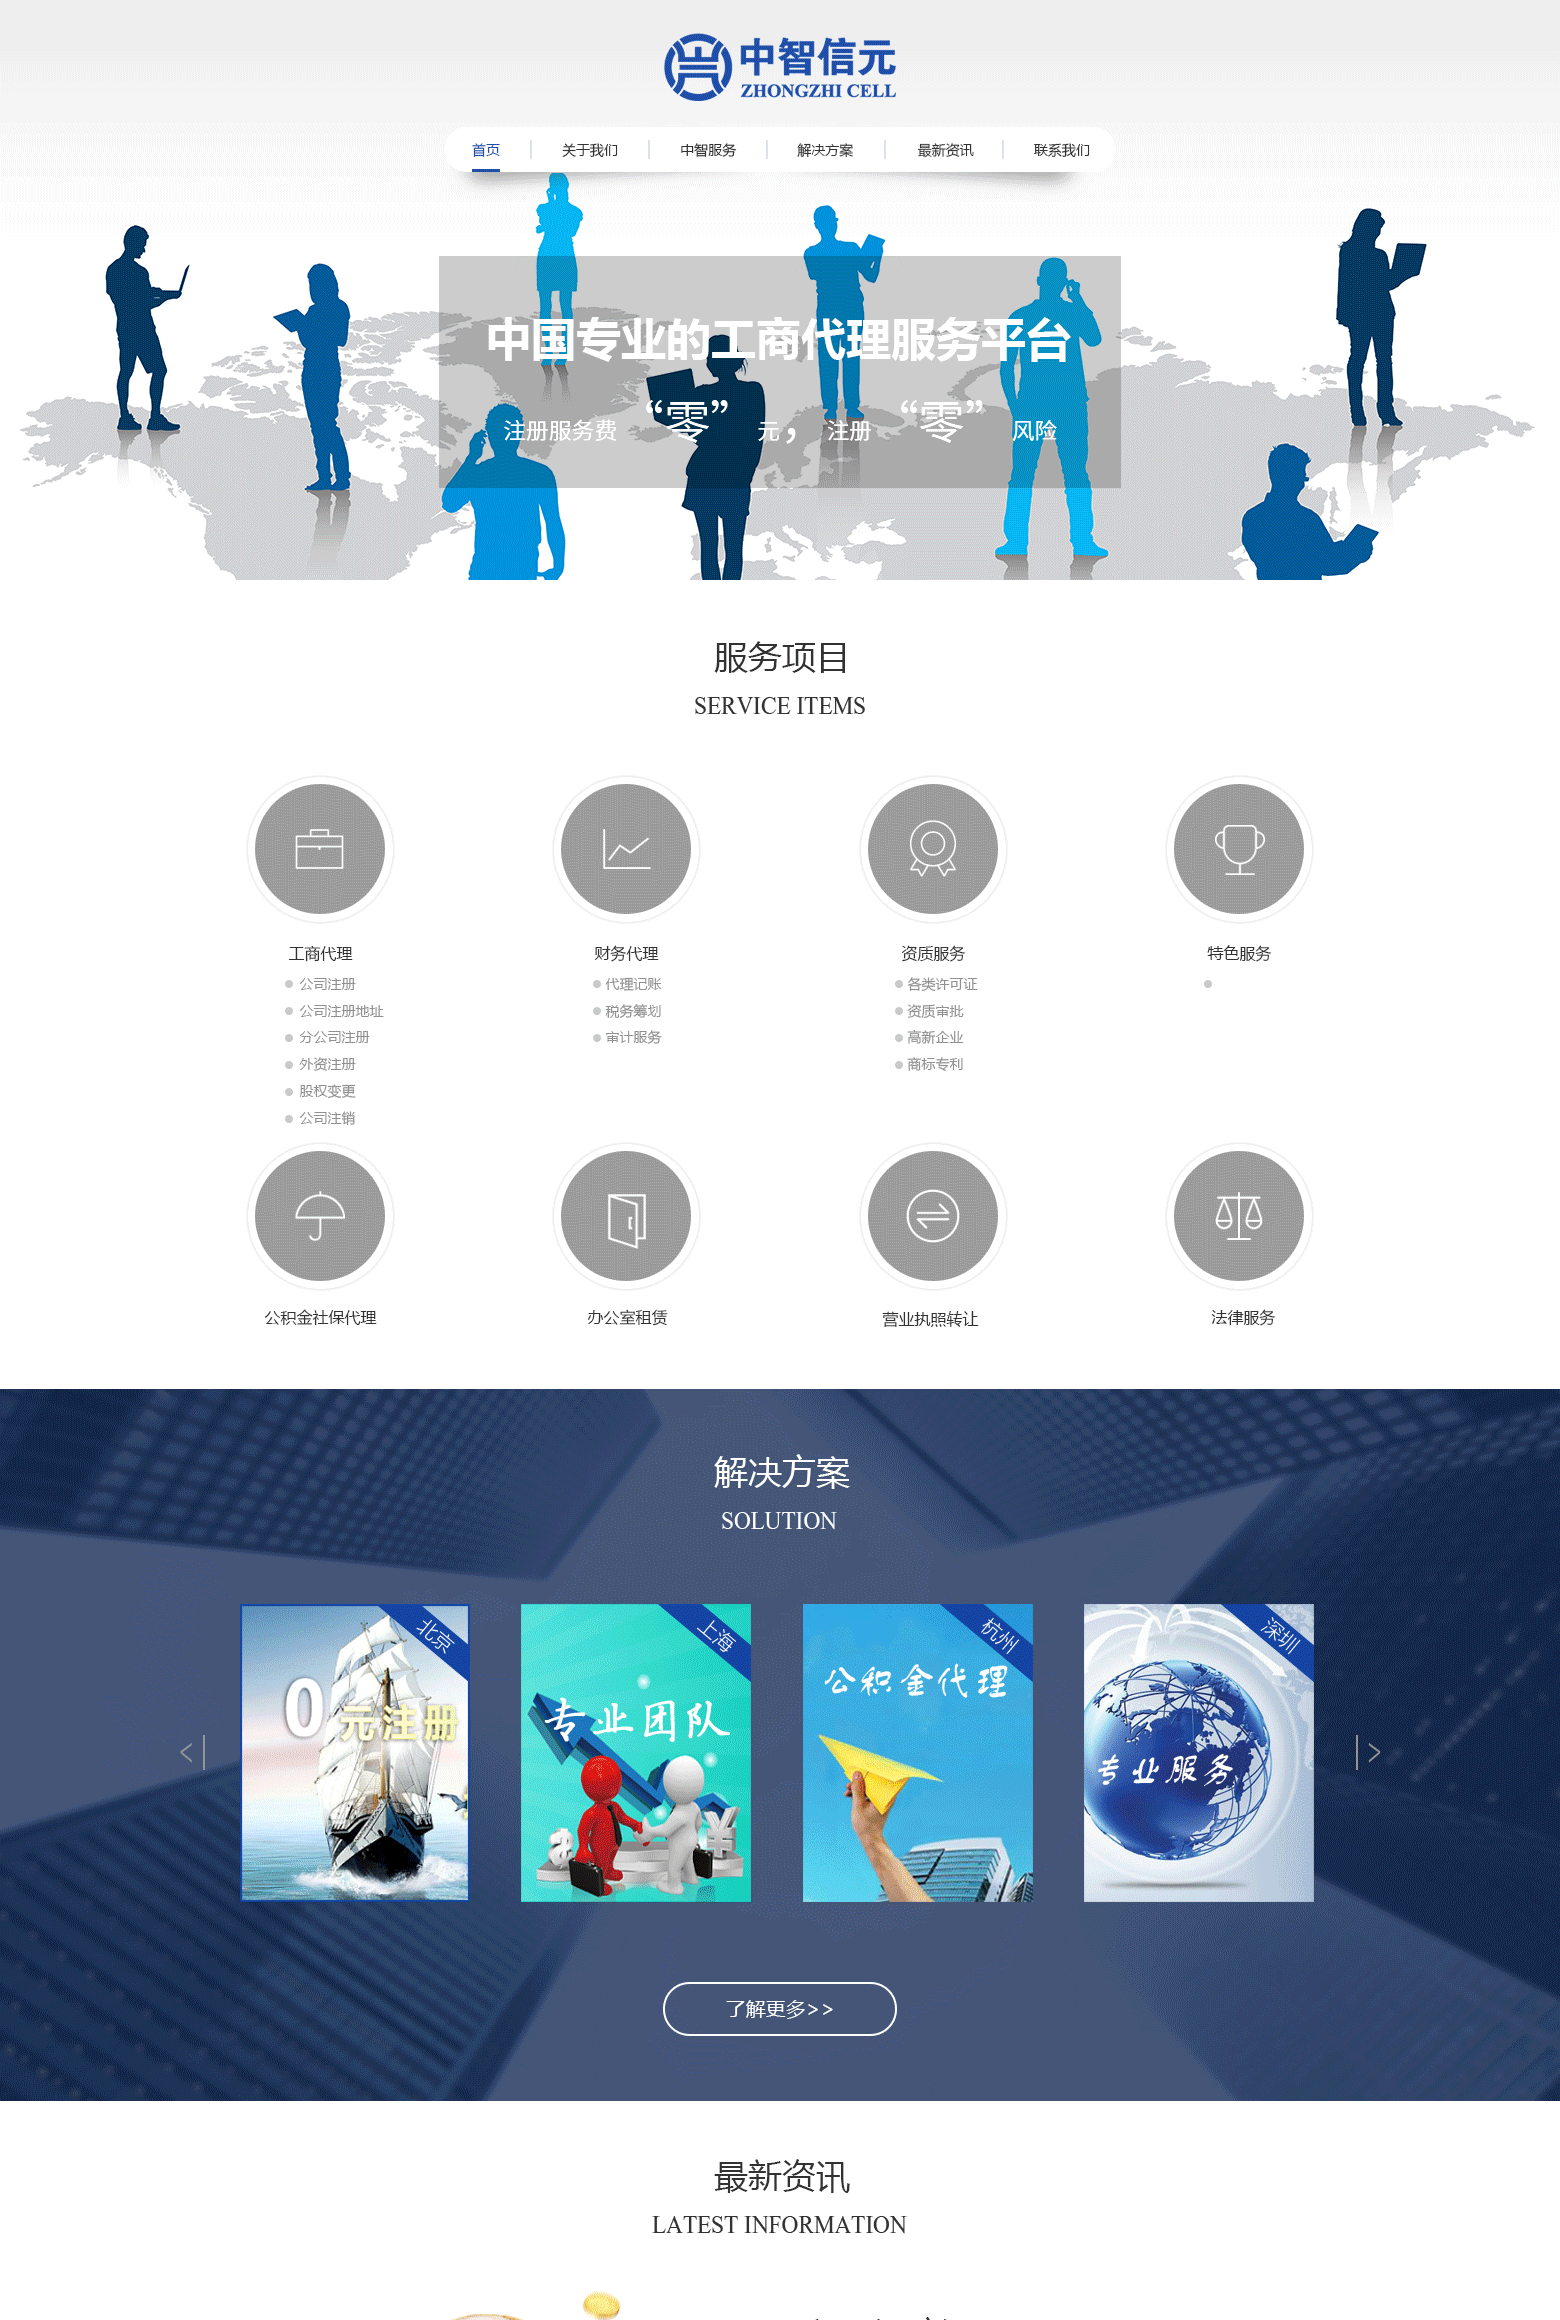 中智信元
ZHONGZHI CELL
首页 关于我们 中智服务 解决方案 最新资讯 联系我们
中国专业的工商代理服务平台
注册服务费 “零” 元， 注册 “零” 风险
服务项目
SERVICE ITEMS
工商代理
公司注册
公司注册地址
分公司注册
外资注册
股权变更
公司注销
财务代理
代理记账
税务筹划
审计服务
资质服务
各类许可证
资质审批
高新企业
商标专利
特色服务
公积金社保代理
办公室租赁
营业执照转让
法律服务
解决方案
SOLUTION
北京
0元注册
上海
专业团队
杭州
公积金代理
深圳
专业服务
<
>
了解更多>>
最新资讯
LATEST INFORMATION